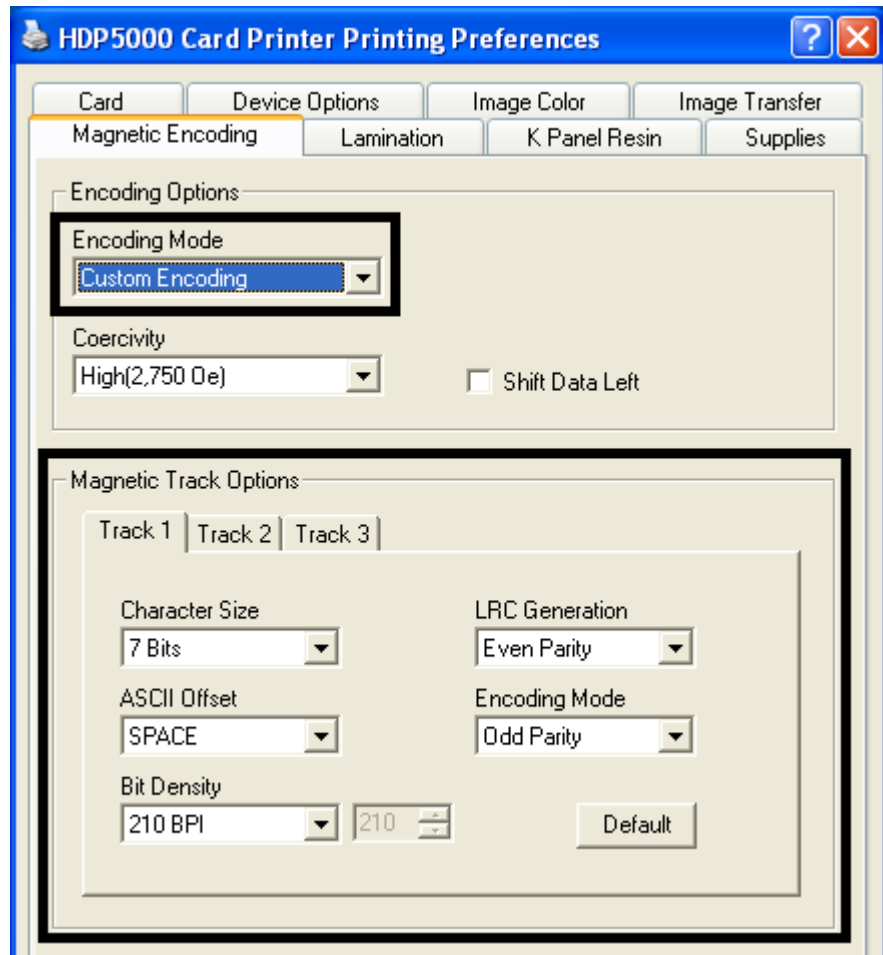 HDP5000 Card Printer Printing Preferences
Card Device Options Image Color Image Transfer
Magnetic Encoding Lamination K Panel Resin Supplies
Encoding Options
Encoding Mode
Custom Encoding
Coercivity
High(2,750 Oe) Shift Data Left
Magnetic Track Options
Track 1 Track 2 Track 3
Character Size LRC Generation
7 Bits Even Parity
ASCII Offset Encoding Mode
SPACE Odd Parity
Bit Density
210 BPI 210 Default